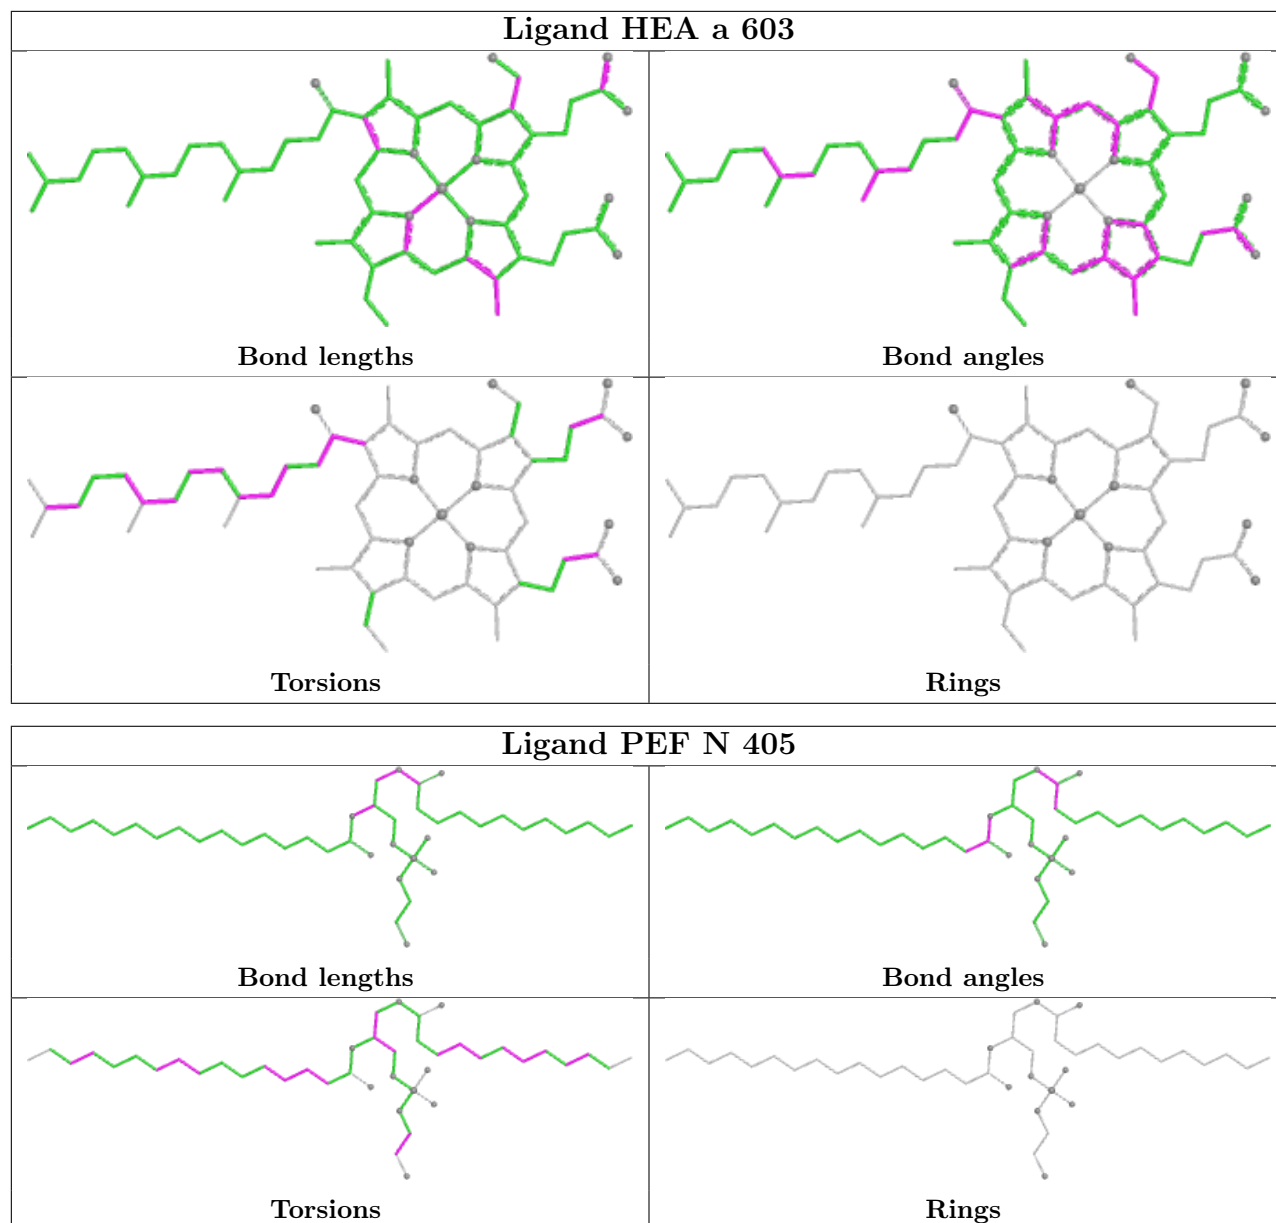 Ligand HEA a 603
Bond lengths
Bond angles
Torsions
Rings
Ligand PEF N 405
Bond lengths
Bond angles
Torsions
Rings